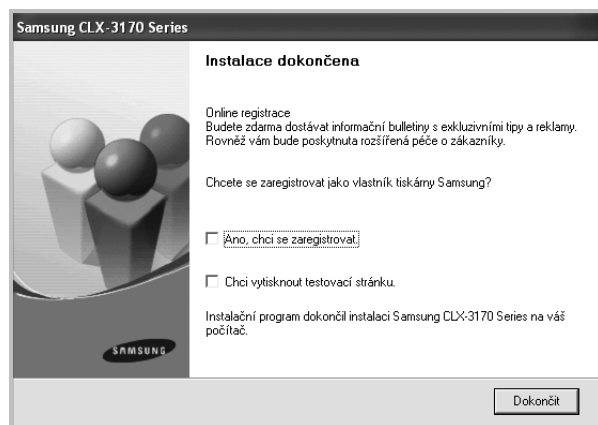 Samsung CLX-3170 Series
Instalace dokončena
Online registrace
Budete zdarma dostávat informační bulletiny s exkluzivními tipy a reklamy.
Rovněž vám bude poskytnuta rozšířená péče o zákazníky.
Chcete se zaregistrovat jako vlastník tiskárny Samsung?
Ano, chci se zaregistrovat.
Chci vytisknout testovací stránku.
Instalační program dokončil instalaci Samsung CLX-3170 Series na váš
počítač.
SAMSUNG
Dokončit